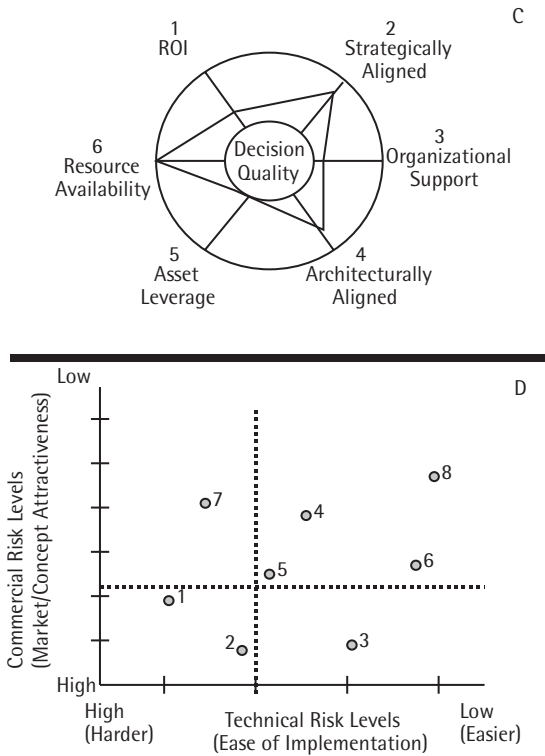 C
1
ROI
2
Strategically
Aligned
3
Organizational
Support
4
Architecturally
Aligned
5
Asset
Leverage
6
Resource
Availability
Decision
Quality
D
Low
Commercial Risk Levels
(Market/Concept Attractiveness)
High
7
8
4
5
6
1
2
3
High
(Harder)
Technical Risk Levels
(Ease of Implementation)
Low
(Easier)